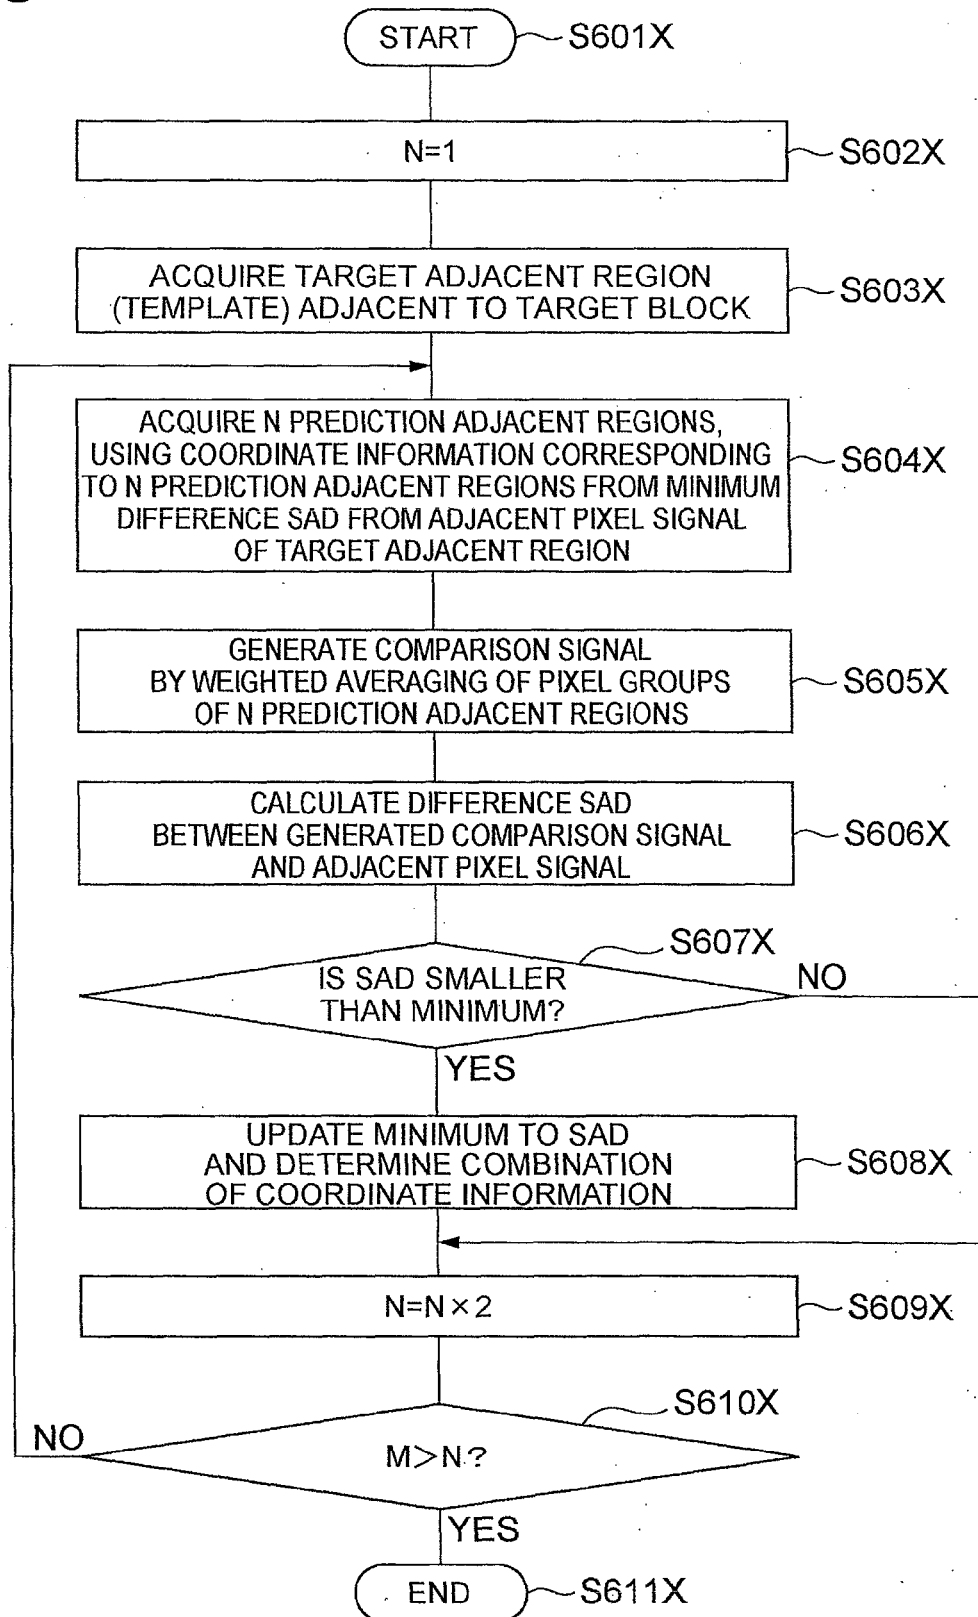 START
S601X
N=1
S602X
ACQUIRE TARGET ADJACENT REGION
(TEMPLATE) ADJACENT TO TARGET BLOCK
S603X
ACQUIRE N PREDICTION ADJACENT REGIONS,
USING COORDINATE INFORMATION CORRESPONDING
TO N PREDICTION ADJACENT REGIONS FROM MINIMUM
DIFFERENCE SAD FROM ADJACENT PIXEL SIGNAL
OF TARGET ADJACENT REGION
S604X
GENERATE COMPARISON SIGNAL
BY WEIGHTED AVERAGING OF PIXEL GROUPS
OF N PREDICTION ADJACENT REGIONS
S605X
CALCULATE DIFFERENCE SAD
BETWEEN GENERATED COMPARISON SIGNAL
AND ADJACENT PIXEL SIGNAL
S606X
S607X
IS SAD SMALLER
THAN MINIMUM?
NO
YES
UPDATE MINIMUM TO SAD
AND DETERMINE COMBINATION
OF COORDINATE INFORMATION
S608X
N=N×2
S609X
S610X
NO
M>N?
YES
END
S611X